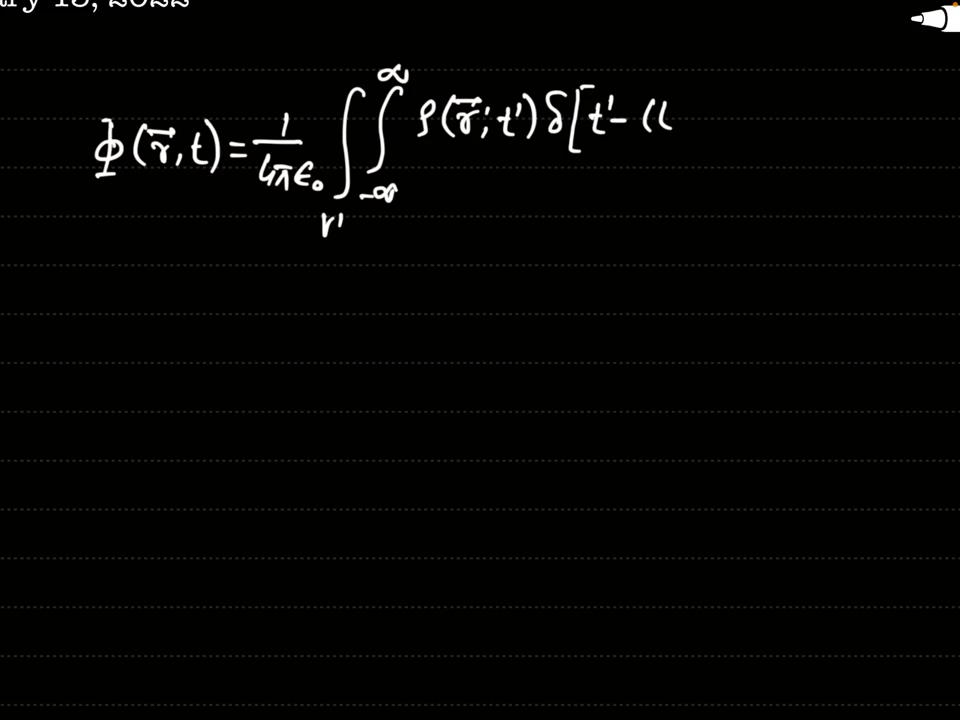 Φ(r⃗, t) = 1/4πε₀ ∫_{V'} ∫_{-∞}^{∞} ρ(r⃗', t') δ[t' - (t